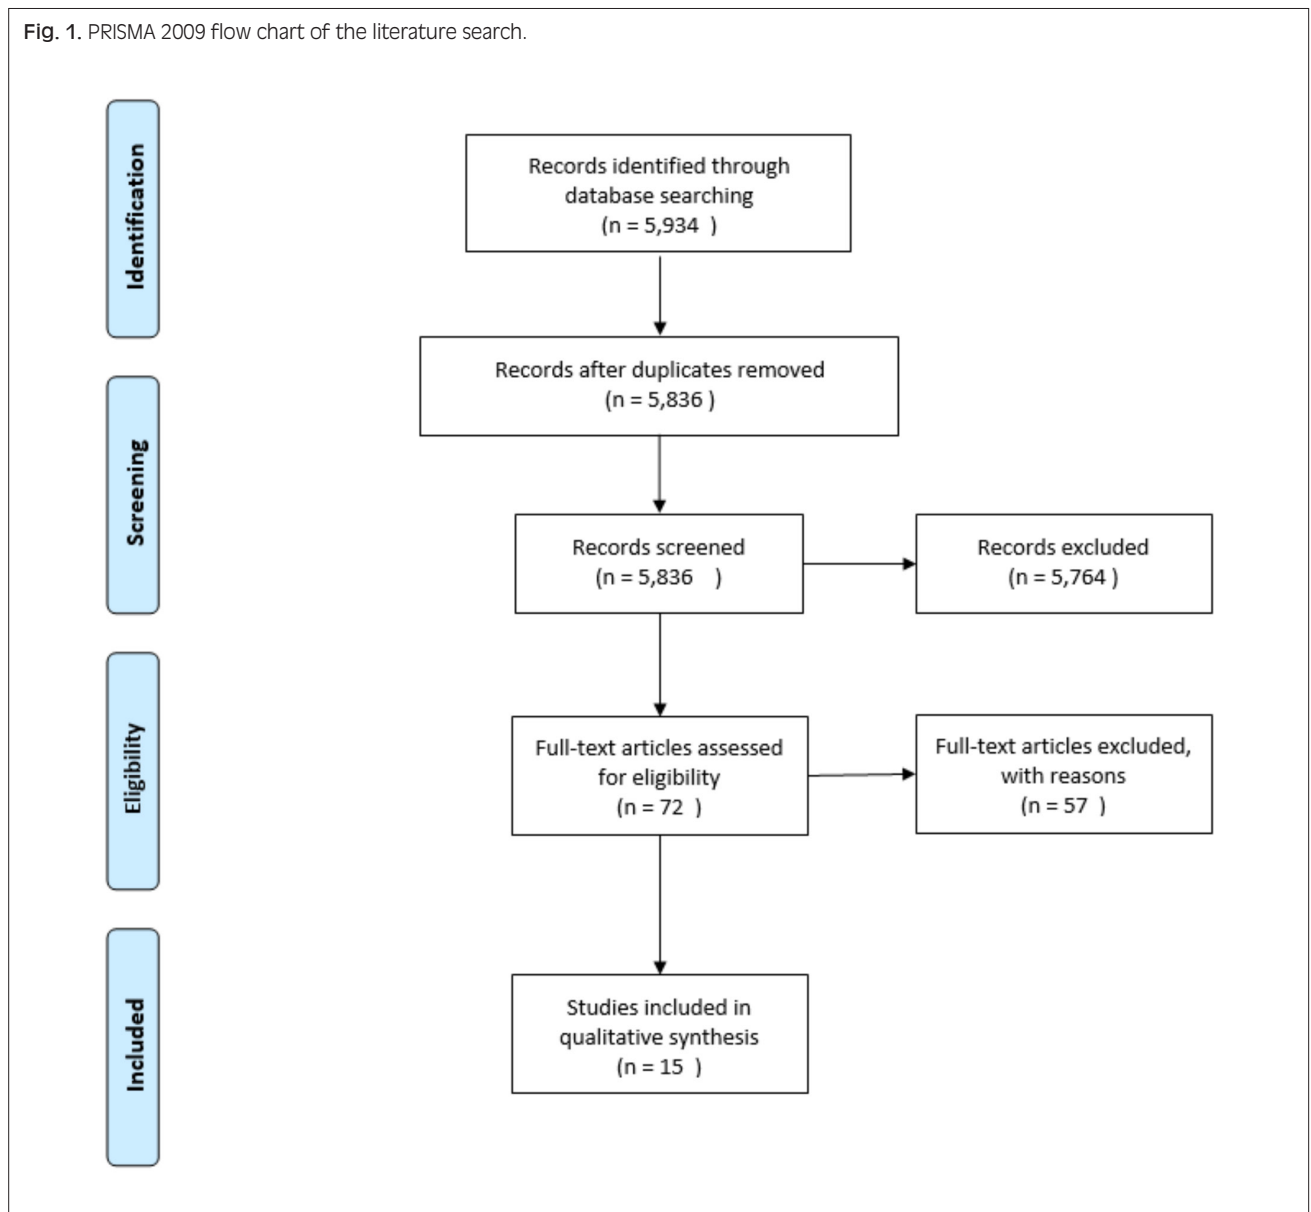 Fig. 1. PRISMA 2009 flow chart of the literature search.
Identification
Records identified through
database searching
(n = 5,934 )
Records after duplicates removed
(n = 5,836 )
Screening
Records screened
(n = 5,836 )
Records excluded
(n = 5,764 )
Eligibility
Full-text articles assessed
for eligibility
(n = 72 )
Full-text articles excluded,
with reasons
(n = 57 )
Included
Studies included in
qualitative synthesis
(n = 15 )